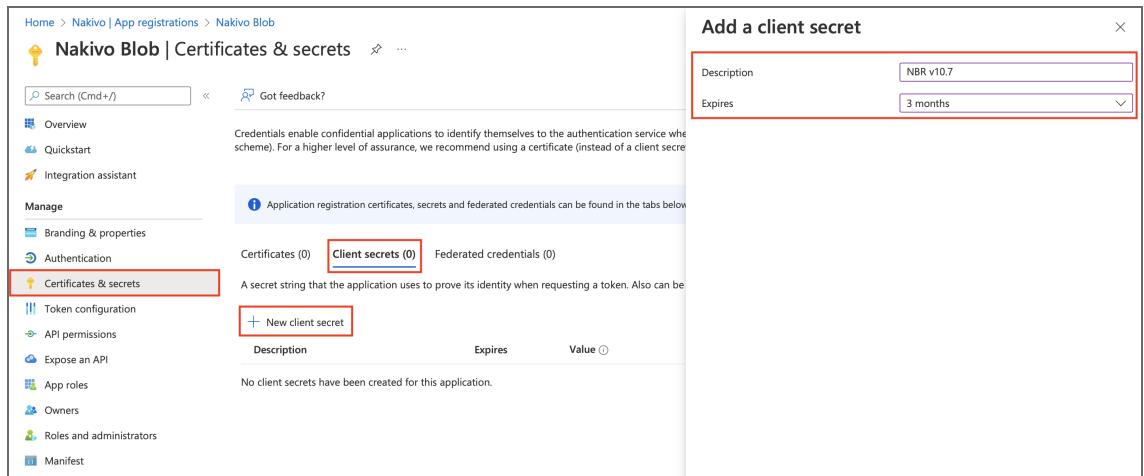 Home > Nakivo | App registrations > Nakivo Blob
Nakivo Blob | Certificates & secrets
Search (Cmd+/)
Overview
Quickstart
Integration assistant
Manage
Branding & properties
Authentication
Certificates & secrets
Token configuration
API permissions
Expose an API
App roles
Owners
Roles and administrators
Manifest
Got feedback?
Credentials enable confidential applications to identify themselves to the authentication service whe
scheme). For a higher level of assurance, we recommend using a certificate (instead of a client secre
Application registration certificates, secrets and federated credentials can be found in the tabs below
Certificates (0) Client secrets (0) Federated credentials (0)
A secret string that the application uses to prove its identity when requesting a token. Also can be
New client secret
Description Expires Value
No client secrets have been created for this application.
Add a client secret
Description NBR v10.7
Expires 3 months